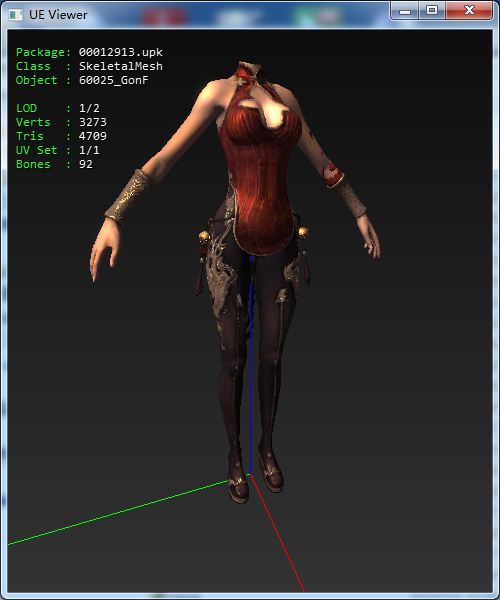 UE Viewer
Package: 00012913.upk
Class : SkeletalMesh
Object : 60025_GonF
LOD : 1/2
Verts : 3273
Tris : 4709
UV Set : 1/1
Bones : 92